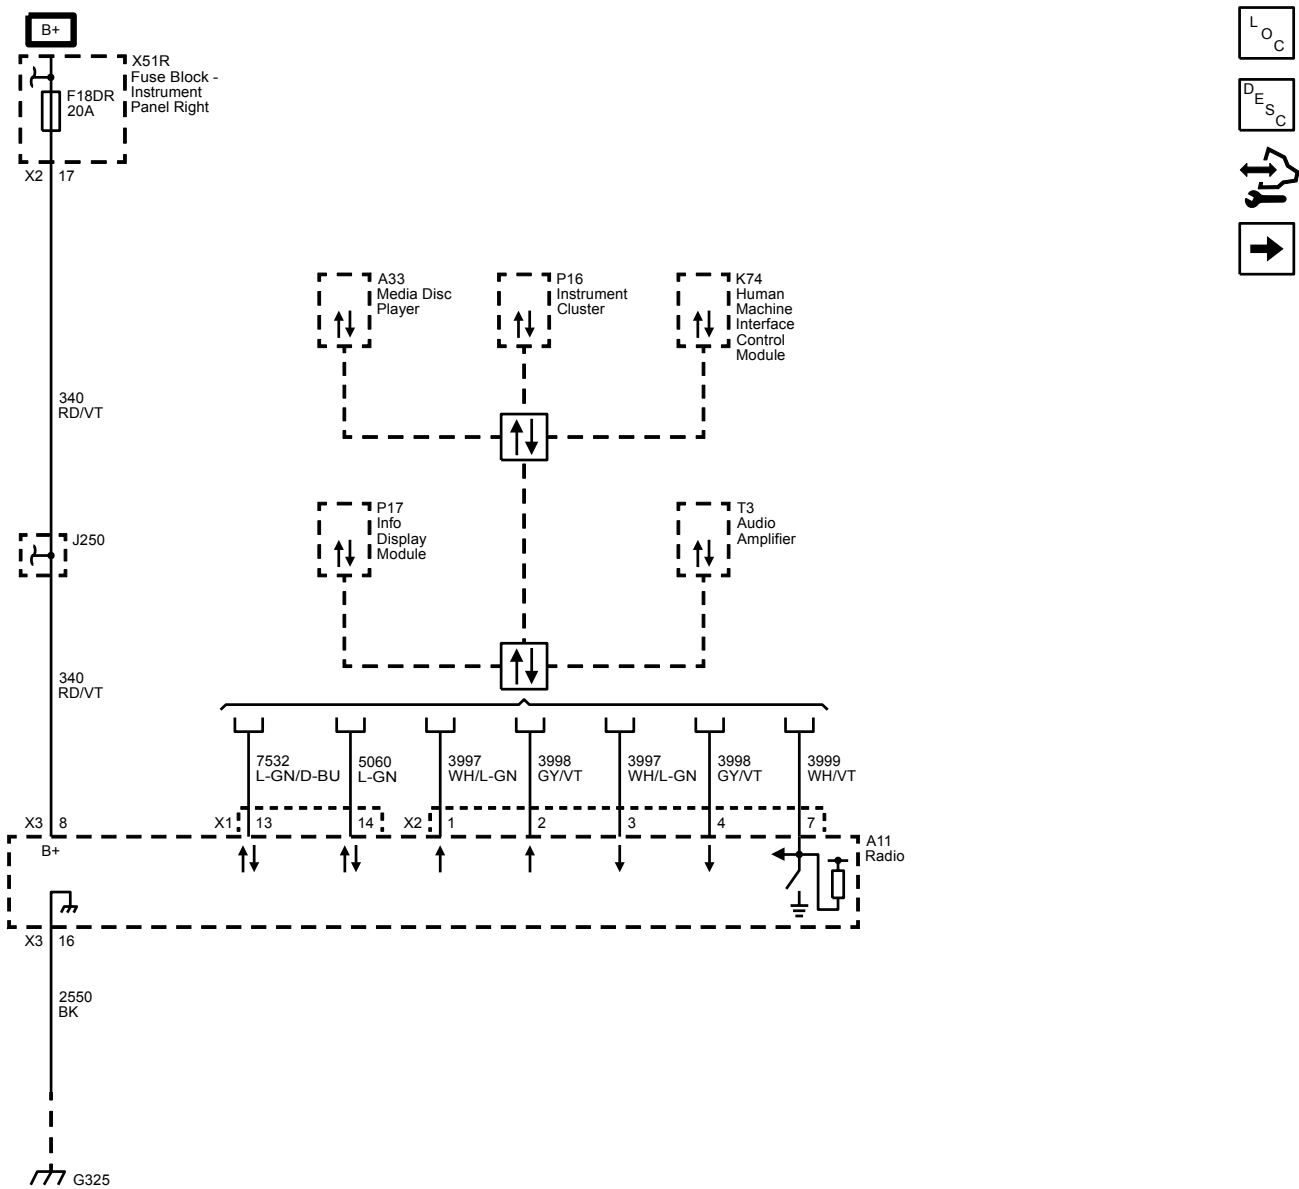 B+
X51R
Fuse Block -
Instrument
Panel Right
F18DR
20A
X2 17
L
O
C
D
E
S
C
A33
Media Disc
Player
P16
Instrument
Cluster
K74
Human
Machine
Interface
Control
Module
340
RD/VT
J250
P17
Info
Display
Module
T3
Audio
Amplifier
340
RD/VT
7532
L-GN/D-BU
5060
L-GN
3997
WH/L-GN
3998
GY/VT
3997
WH/L-GN
3998
GY/VT
3999
WH/VT
X3 8 X1 13 14 X2 1 2 3 4 7
B+
A11
Radio
X3 16
2550
BK
G325